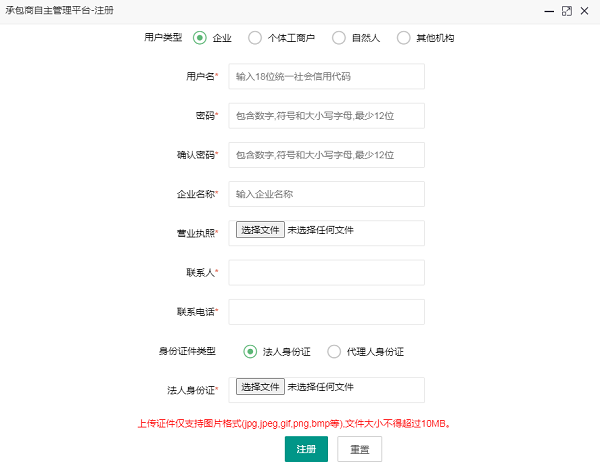 承包商自主管理平台-注册
用户类型 企业 个体工商户 自然人 其他机构
用户名* 输入18位统一社会信用代码
密码* 包含数字,符号和大小写字母,最少12位
确认密码* 包含数字,符号和大小写字母,最少12位
企业名称* 输入企业名称
营业执照* 选择文件 未选择任何文件
联系人*
联系电话*
身份证件类型 法人身份证 代理人身份证
法人身份证* 选择文件 未选择任何文件
上传证件仅支持图片格式(jpg,jpeg,gif,png,bmp等),文件大小不得超过10MB。
注册 重置